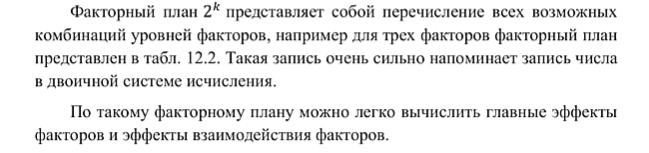 Факторный план 2ᵏ представляет собой перечисление всех возможных
комбинаций уровней факторов, например для трех факторов факторный план
представлен в табл. 12.2. Такая запись очень сильно напоминает запись числа
в двоичной системе исчисления.
По такому факторному плану можно легко вычислить главные эффекты
факторов и эффекты взаимодействия факторов.